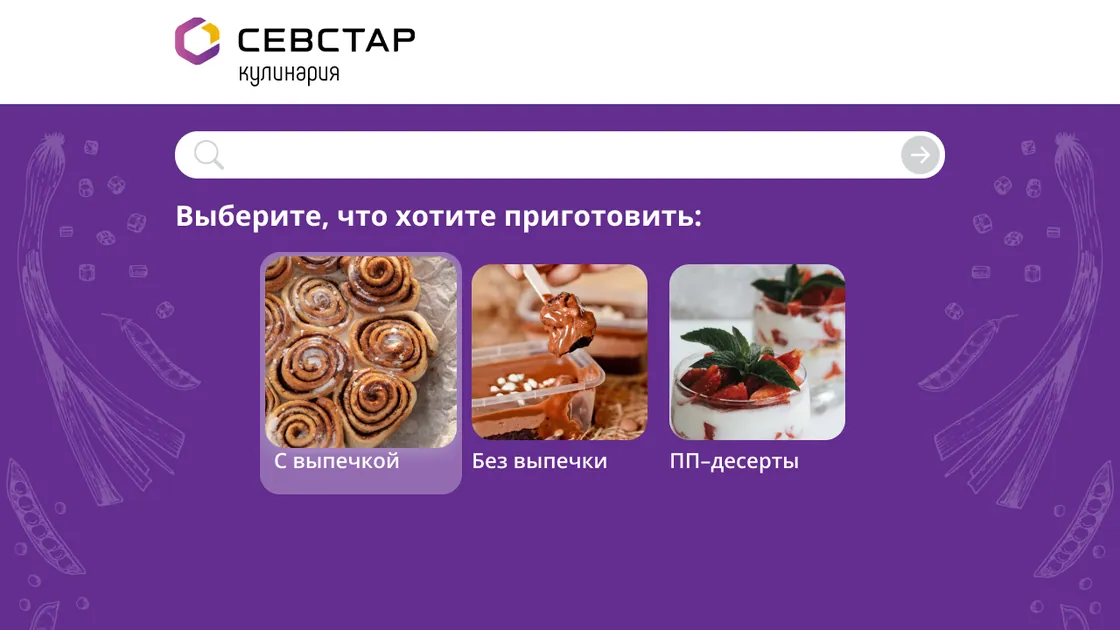 СЕВСТАР
кулинария
Выберите, что хотите приготовить:
С выпечкой
Без выпечки
ПП-десерты